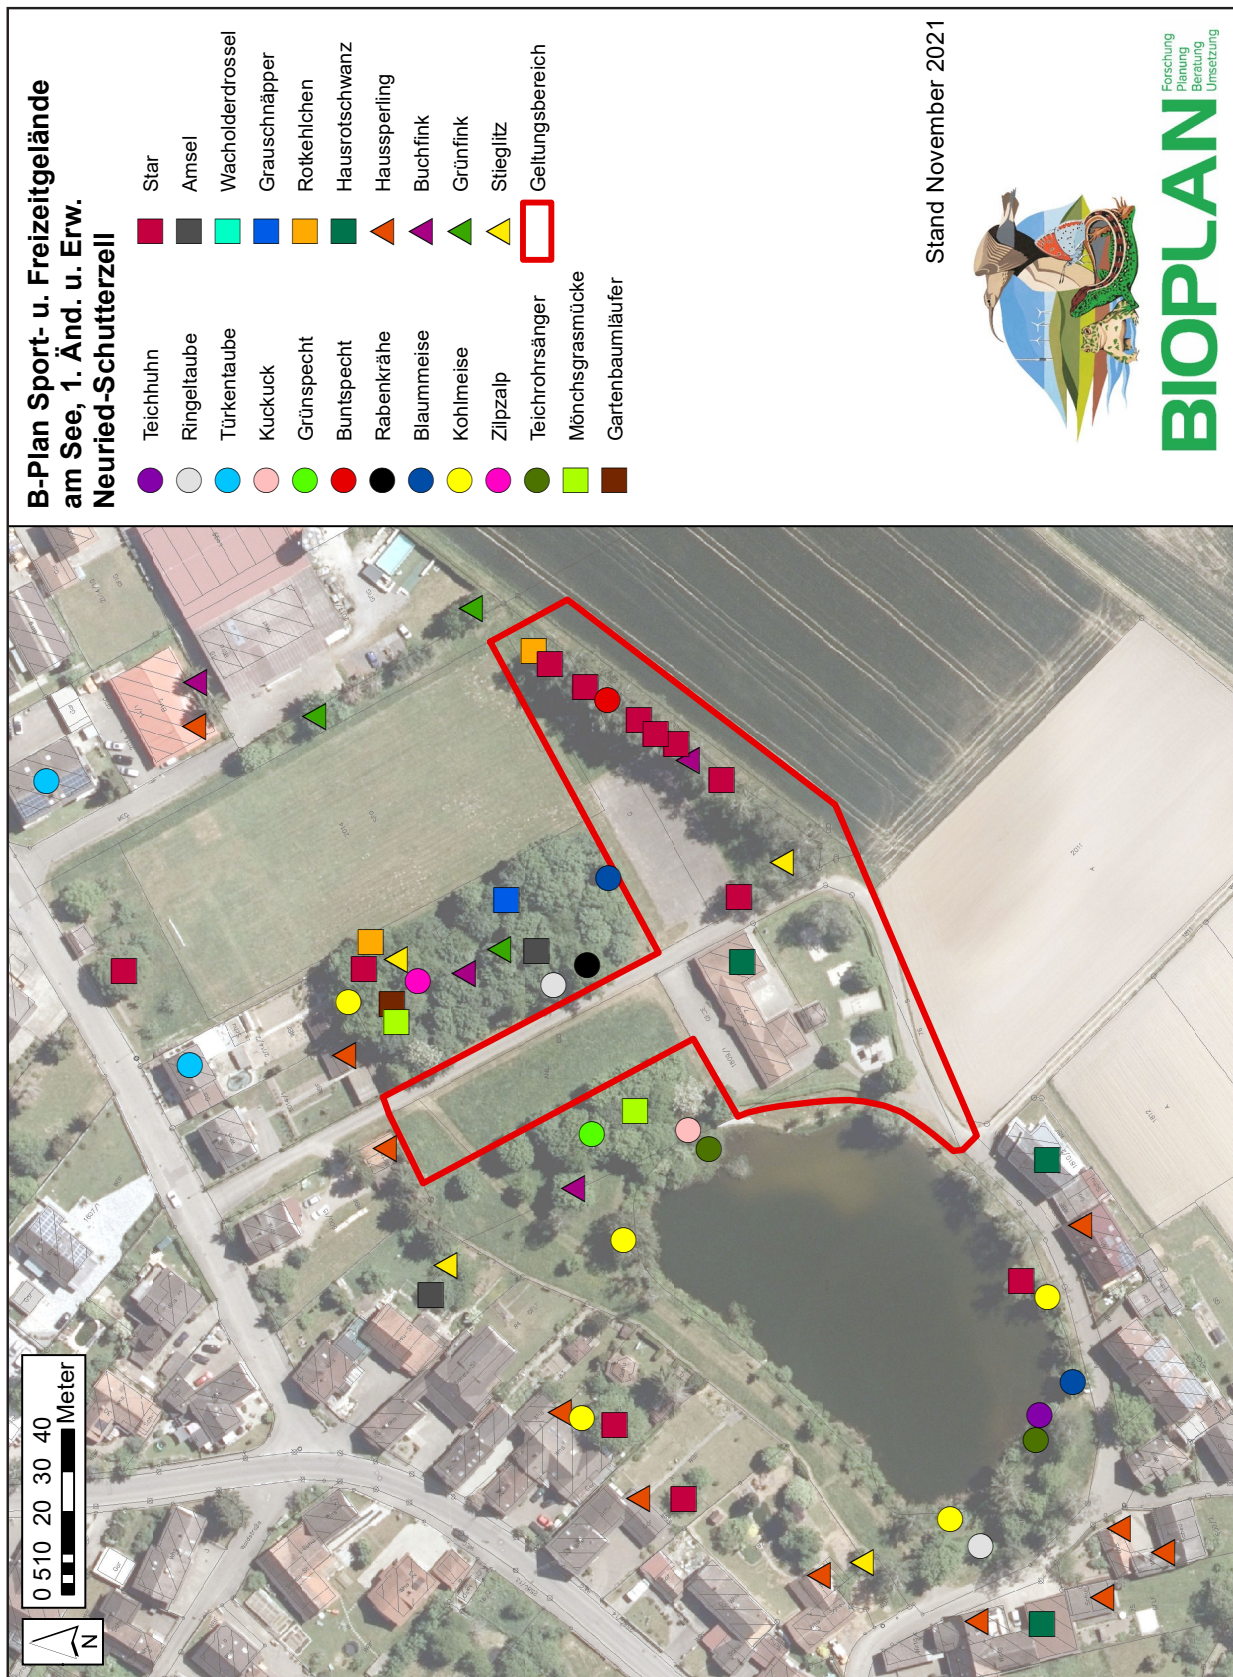 B-Plan Sport- u. Freizeitgelände
am See, 1. Änd. u. Erw.
Neuried-Schutterzell
Teichhuhn
Ringeltaube
Türkentaube
Kuckuck
Grünspecht
Buntspecht
Rabenkrähe
Blaummeise
Kohlmeise
Zilpzalp
Teichrohrsänger
Mönchsgrasmücke
Gartenbaumläufer
Star
Amsel
Wacholderdrossel
Grauschnäpper
Rotkehlchen
Hausrotschwanz
Haussperling
Buchfink
Grünfink
Stieglitz
Geltungsbereich
Stand November 2021
BIOPLAN
Forschung
Planung
Beratung
Umsetzung
0 5 10 20 30 40
Meter
N